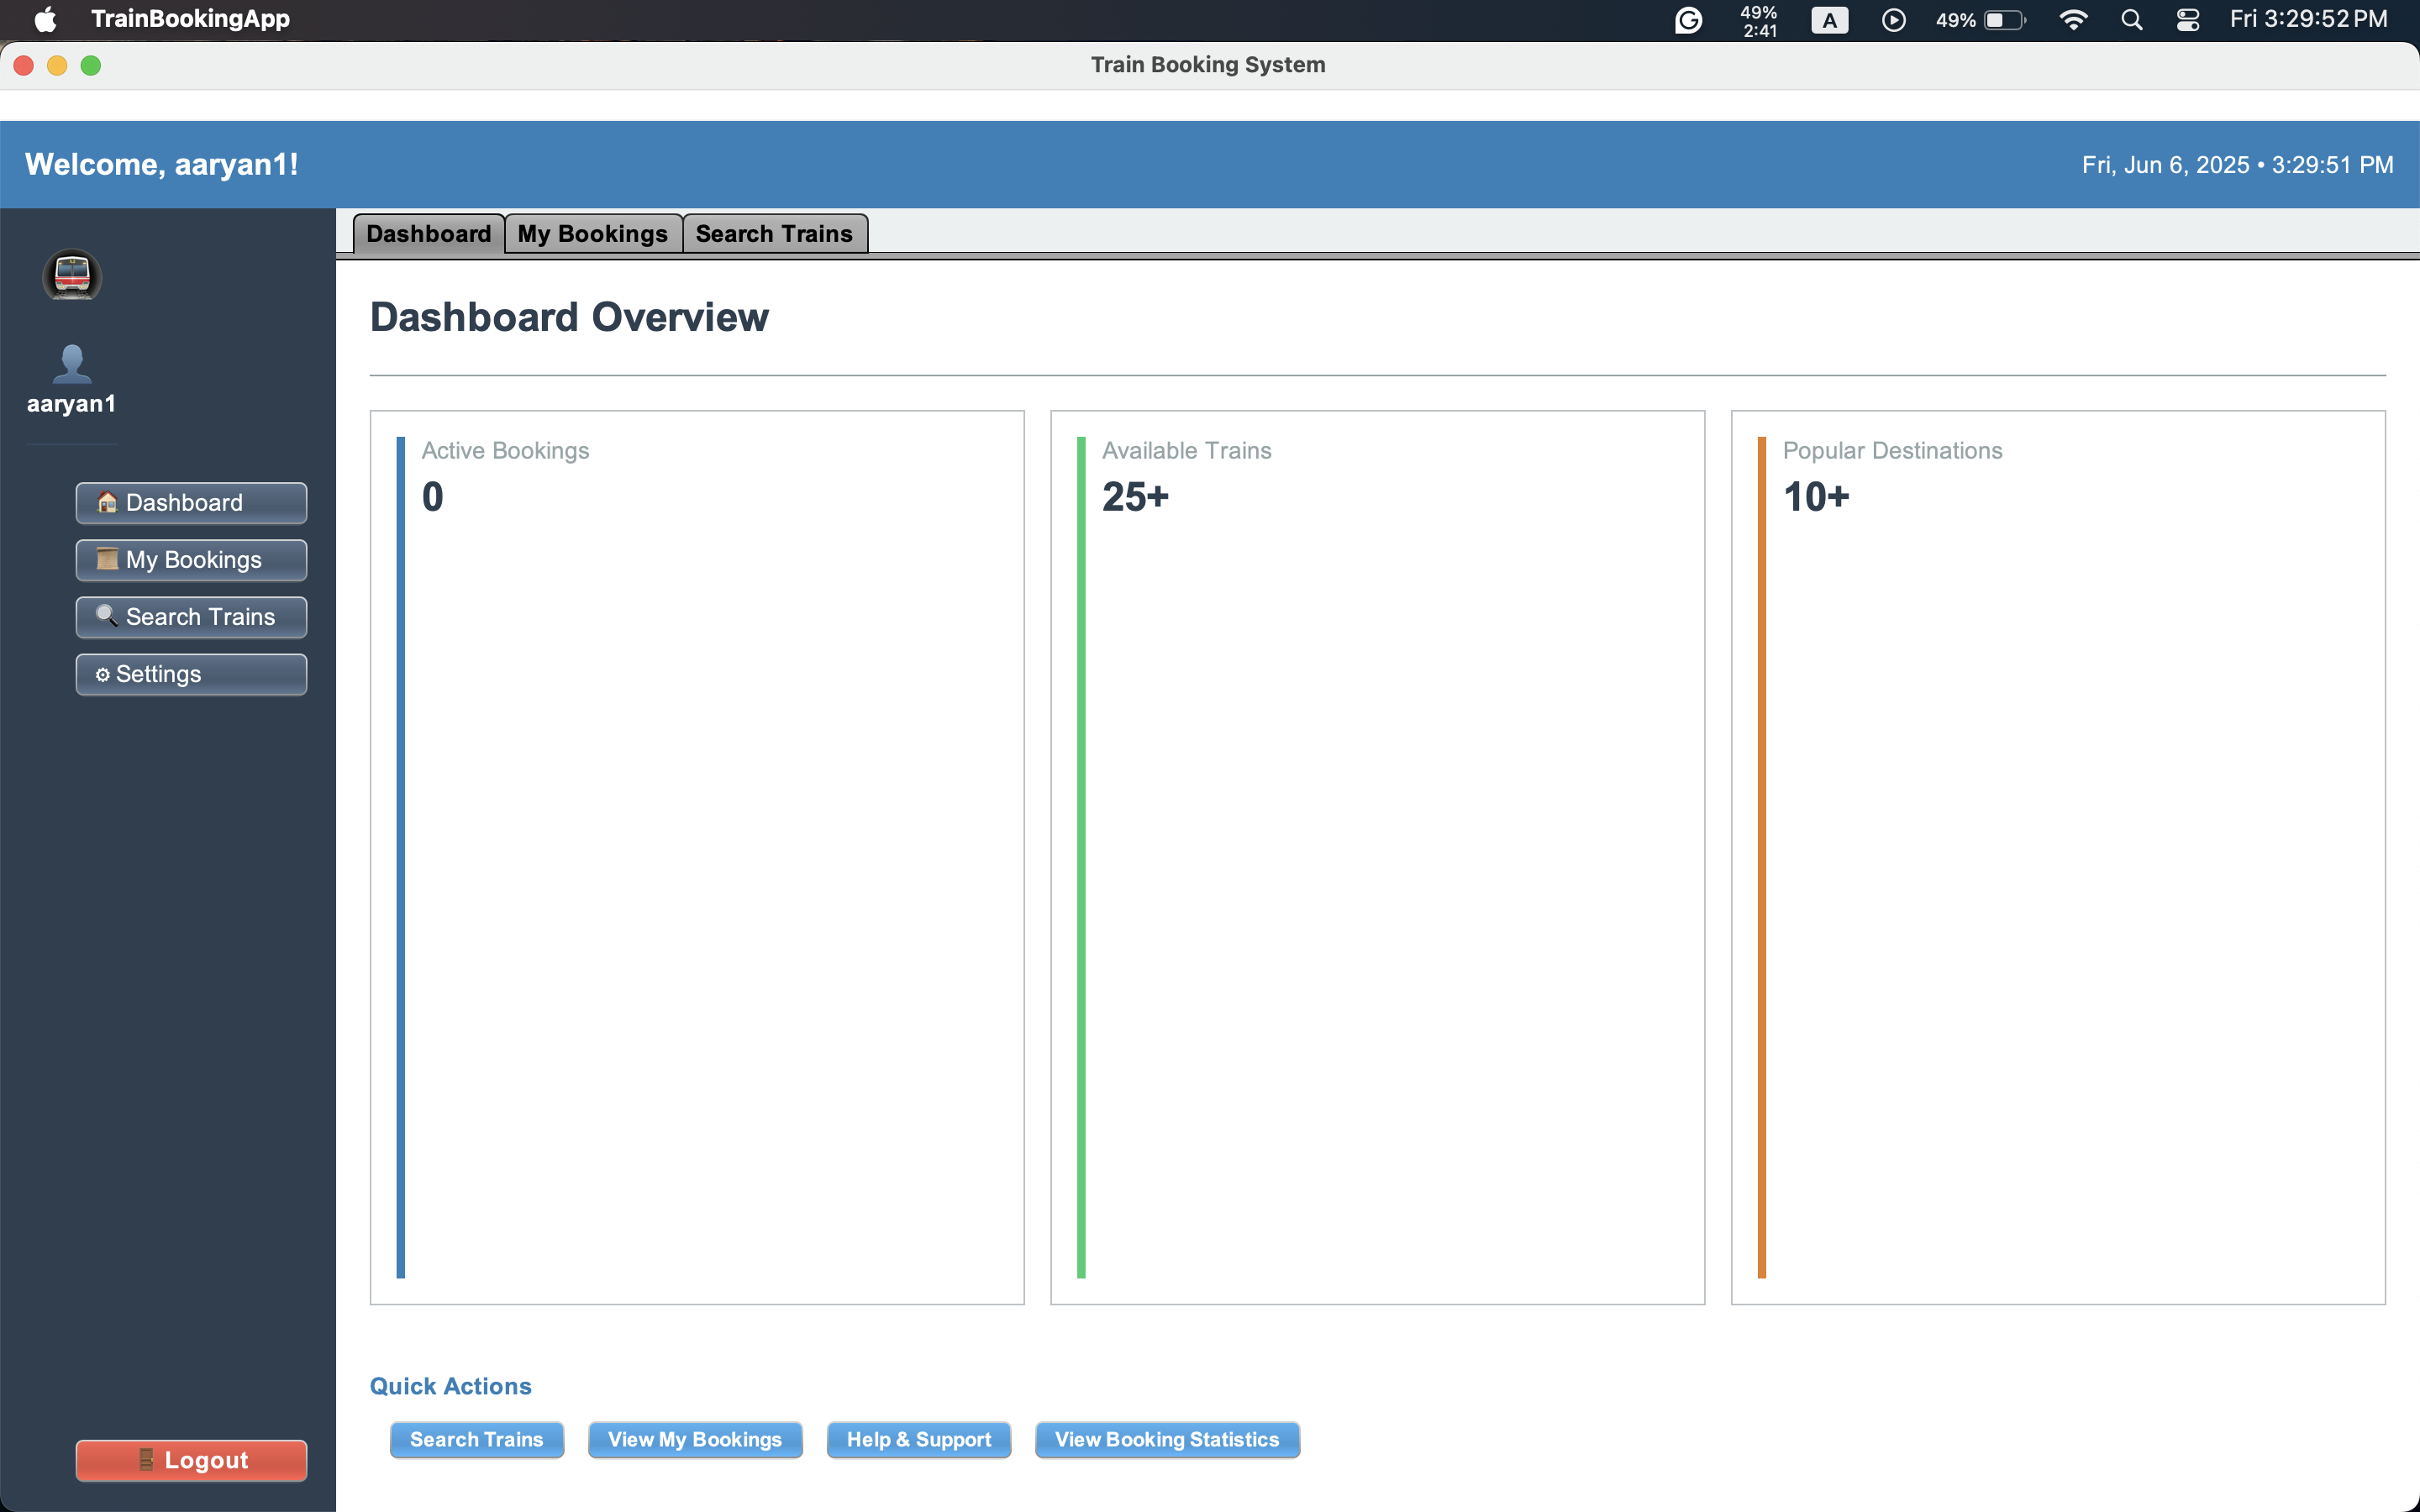 TrainBookingApp
49%
2:41
A
49%
Fri 3:29:52 PM
Train Booking System
Welcome, aaryan1!
Fri, Jun 6, 2025 • 3:29:51 PM
aaryan1
Dashboard
My Bookings
Search Trains
Settings
Logout
Dashboard My Bookings Search Trains
Dashboard Overview
Active Bookings
0
Available Trains
25+
Popular Destinations
10+
Quick Actions
Search Trains
View My Bookings
Help & Support
View Booking Statistics